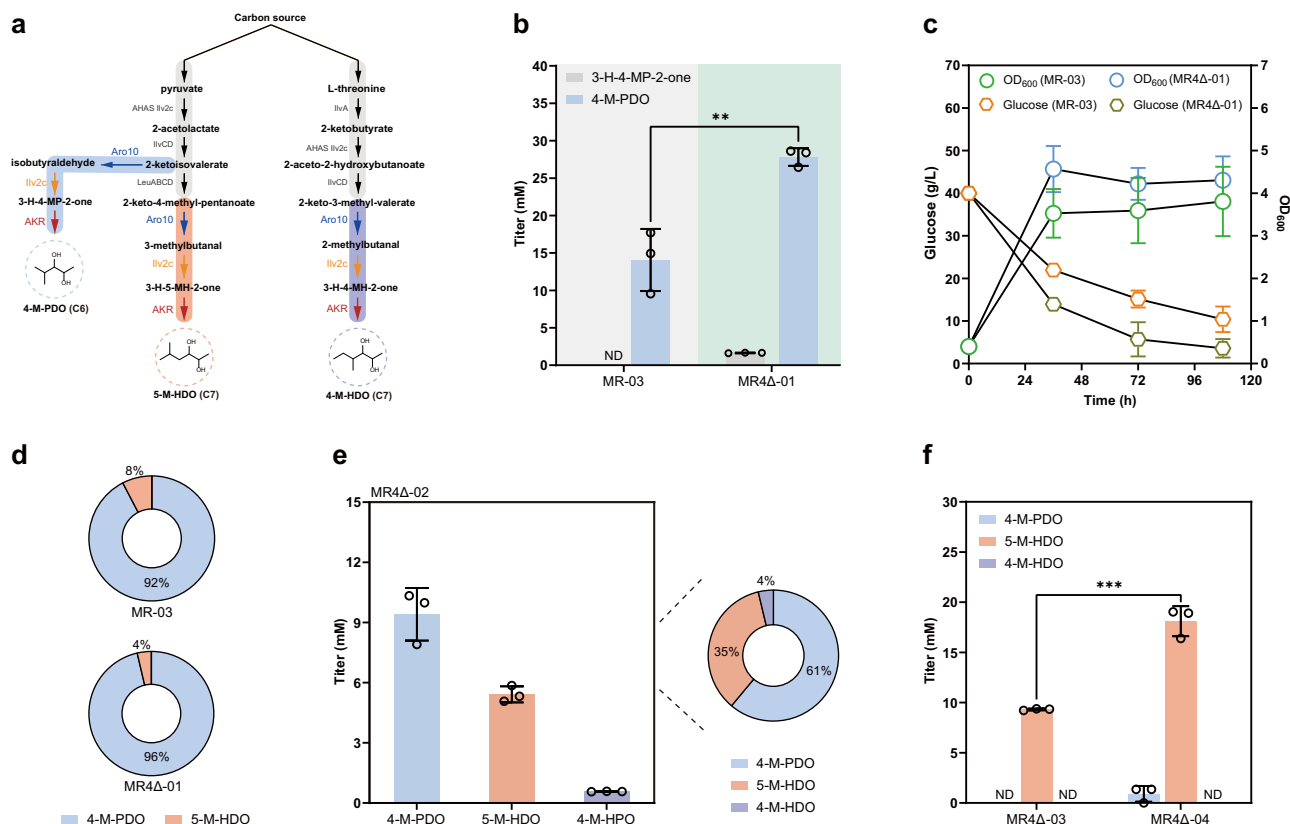 a
Carbon source
pyruvate
L-threonine
AHAS Ilv2c
IlvA
2-acetolactate
2-ketobutyrate
IlvCD
AHAS Ilv2c
isobutyraldehyde
Aro10
2-ketoisovalerate
2-aceto-2-hydroxybutanoate
Ilv2c
LeuABCD
IlvCD
3-H-4-MP-2-one
2-keto-4-methyl-pentanoate
2-keto-3-methyl-valerate
AKR
Aro10
Aro10
3-methylbutanal
2-methylbutanal
OH
OH
Ilv2c
Ilv2c
4-M-PDO (C6)
3-H-5-MH-2-one
3-H-4-MH-2-one
AKR
AKR
OH
OH
OH
OH
5-M-HDO (C7)
4-M-HDO (C7)
b
40
35
30
25
20
15
10
5
0
Titer (mM)
3-H-4-MP-2-one
4-M-PDO
**
ND
MR-03
MR4Δ-01
c
70
60
50
40
30
20
10
0
Glucose (g/L)
OD600 (MR-03)
OD600 (MR4Δ-01)
Glucose (MR-03)
Glucose (MR4Δ-01)
7
6
5
4
3
2
1
0
OD600
0
24
48
72
96
120
Time (h)
d
8%
92%
MR-03
4%
96%
MR4Δ-01
4-M-PDO
5-M-HDO
e
MR4Δ-02
15
12
9
6
3
0
Titer (mM)
4-M-PDO
5-M-HDO
4-M-HPO
4%
35%
61%
4-M-PDO
5-M-HDO
4-M-HDO
f
30
25
20
15
10
5
0
Titer (mM)
4-M-PDO
5-M-HDO
4-M-HDO
***
ND
ND
ND
MR4Δ-03
MR4Δ-04